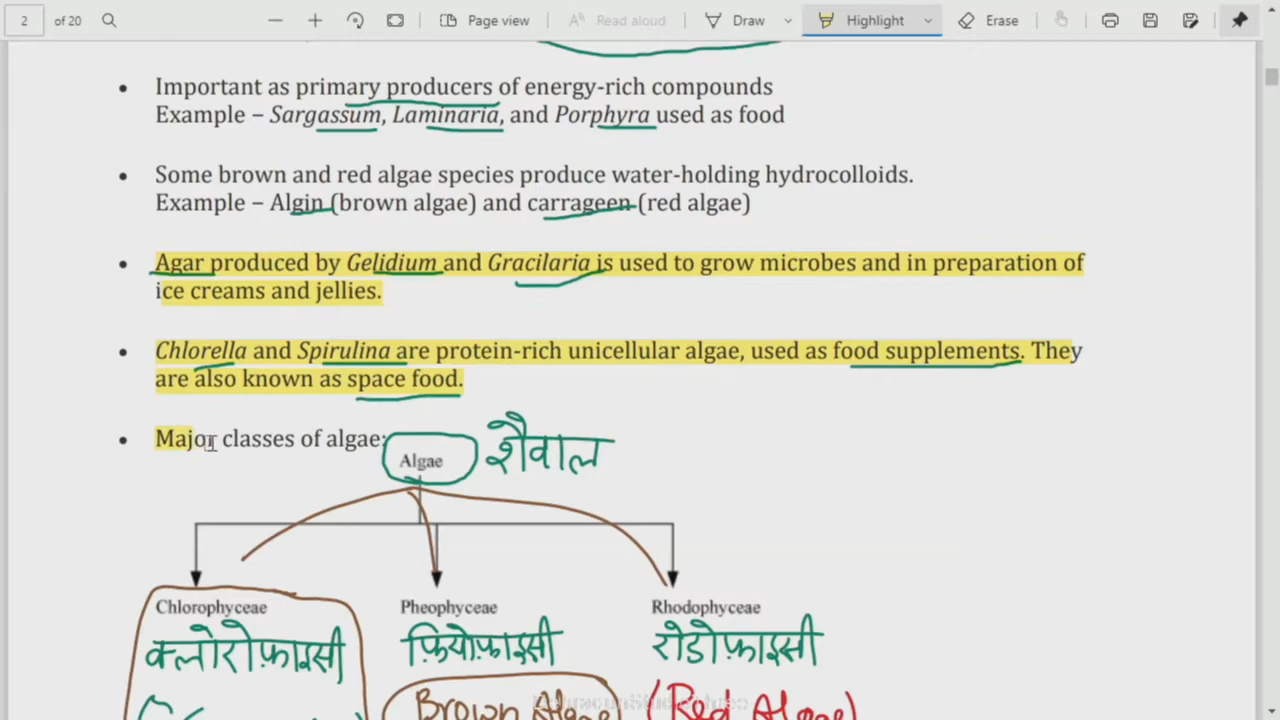 2 of 20 Page view Read aloud Draw Highlight Erase
• Important as primary producers of energy-rich compounds
Example – Sargassum, Laminaria, and Porphyra used as food
• Some brown and red algae species produce water-holding hydrocolloids.
Example – Algin (brown algae) and carrageen (red algae)
• Agar produced by Gelidium and Gracilaria is used to grow microbes and in preparation of
ice creams and jellies.
• Chlorella and Spirulina are protein-rich unicellular algae, used as food supplements. They
are also known as space food.
• Major classes of algae:
Algae शैवाल
Chlorophyceae Pheophyceae Rhodophyceae
क्लोरोफ़ाइसी फ़ियोफ़ाइसी रोडोफ़ाइसी
Brown Algae (Red Algae)